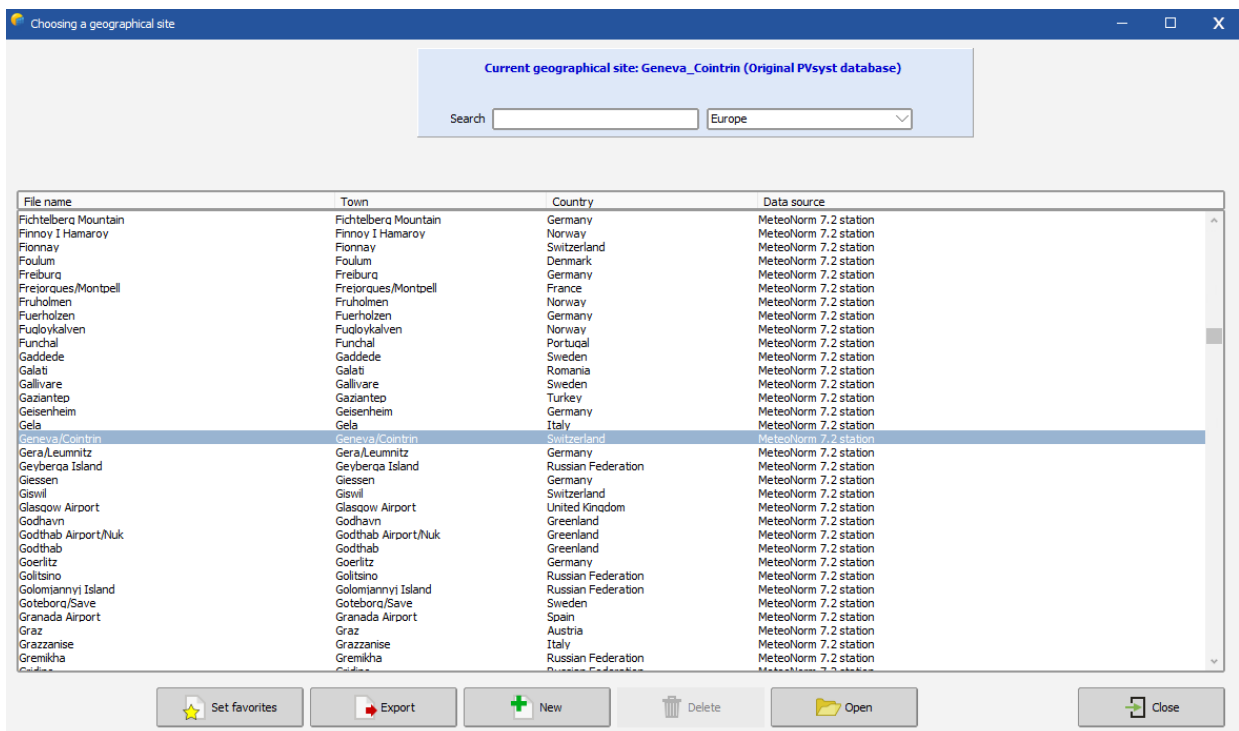 Choosing a geographical site
Current geographical site: Geneva_Cointrin (Original PVsyst database)
Search Europe
File name Town Country Data source
Fichtelberg Mountain Fichtelberg Mountain Germany MeteoNorm 7.2 station
Finnoy I Hamaroy Finnoy I Hamaroy Norway MeteoNorm 7.2 station
Fionnay Fionnay Switzerland MeteoNorm 7.2 station
Foulum Foulum Denmark MeteoNorm 7.2 station
Freiburg Freiburg Germany MeteoNorm 7.2 station
Frejorgues/Montpell Frejorgues/Montpell France MeteoNorm 7.2 station
Fruholmen Fruholmen Norway MeteoNorm 7.2 station
Fuerholzen Fuerholzen Germany MeteoNorm 7.2 station
Fugloykalven Fugloykalven Norway MeteoNorm 7.2 station
Funchal Funchal Portugal MeteoNorm 7.2 station
Gaddede Gaddede Sweden MeteoNorm 7.2 station
Galati Galati Romania MeteoNorm 7.2 station
Gallivare Gallivare Sweden MeteoNorm 7.2 station
Gaziantep Gaziantep Turkey MeteoNorm 7.2 station
Geisenheim Geisenheim Germany MeteoNorm 7.2 station
Gela Gela Italy MeteoNorm 7.2 station
Geneva/Cointrin Geneva/Cointrin Switzerland MeteoNorm 7.2 station
Gera/Leumnitz Gera/Leumnitz Germany MeteoNorm 7.2 station
Geyberga Island Geyberga Island Russian Federation MeteoNorm 7.2 station
Giessen Giessen Germany MeteoNorm 7.2 station
Giswil Giswil Switzerland MeteoNorm 7.2 station
Glasgow Airport Glasgow Airport United Kingdom MeteoNorm 7.2 station
Godhavn Godhavn Greenland MeteoNorm 7.2 station
Godthab Airport/Nuk Godthab Airport/Nuk Greenland MeteoNorm 7.2 station
Godthab Godthab Greenland MeteoNorm 7.2 station
Goerlitz Goerlitz Germany MeteoNorm 7.2 station
Golitsino Golitsino Russian Federation MeteoNorm 7.2 station
Golomjannyj Island Golomjannyj Island Russian Federation MeteoNorm 7.2 station
Goteborg/Save Goteborg/Save Sweden MeteoNorm 7.2 station
Granada Airport Granada Airport Spain MeteoNorm 7.2 station
Graz Graz Austria MeteoNorm 7.2 station
Grazzanise Grazzanise Italy MeteoNorm 7.2 station
Gremikha Gremikha Russian Federation MeteoNorm 7.2 station
Set favorites Export New Delete Open Close